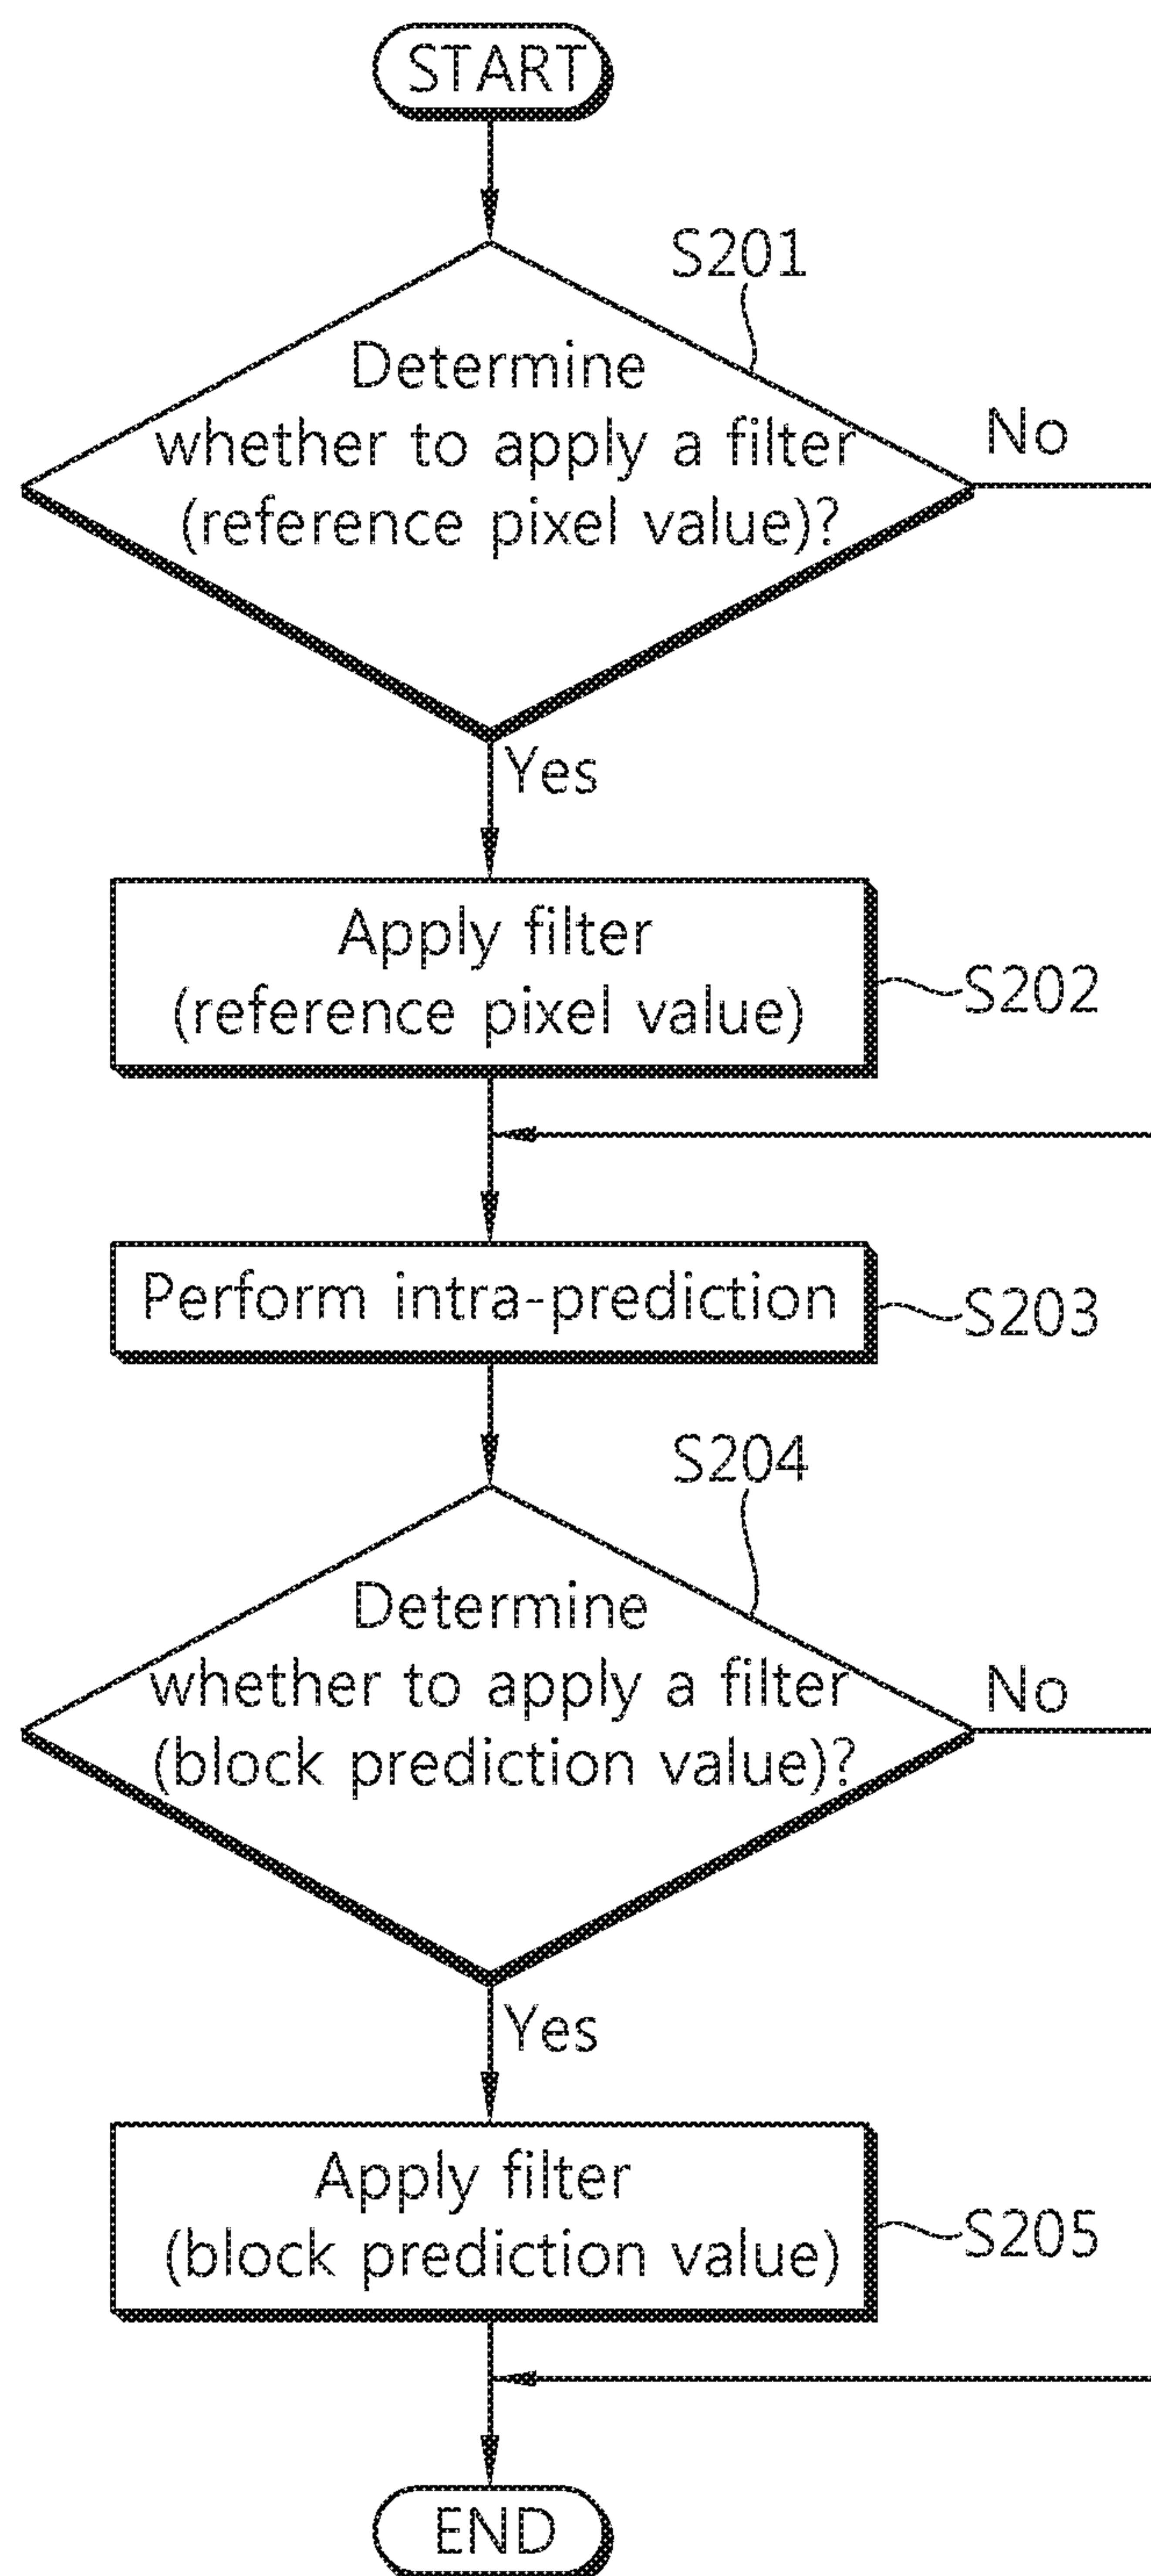 START
S201
Determine
whether to apply a filter
(reference pixel value)?
No
Yes
Apply filter
(reference pixel value)
S202
Perform intra-prediction
S203
S204
Determine
whether to apply a filter
(block prediction value)?
No
Yes
Apply filter
(block prediction value)
S205
END